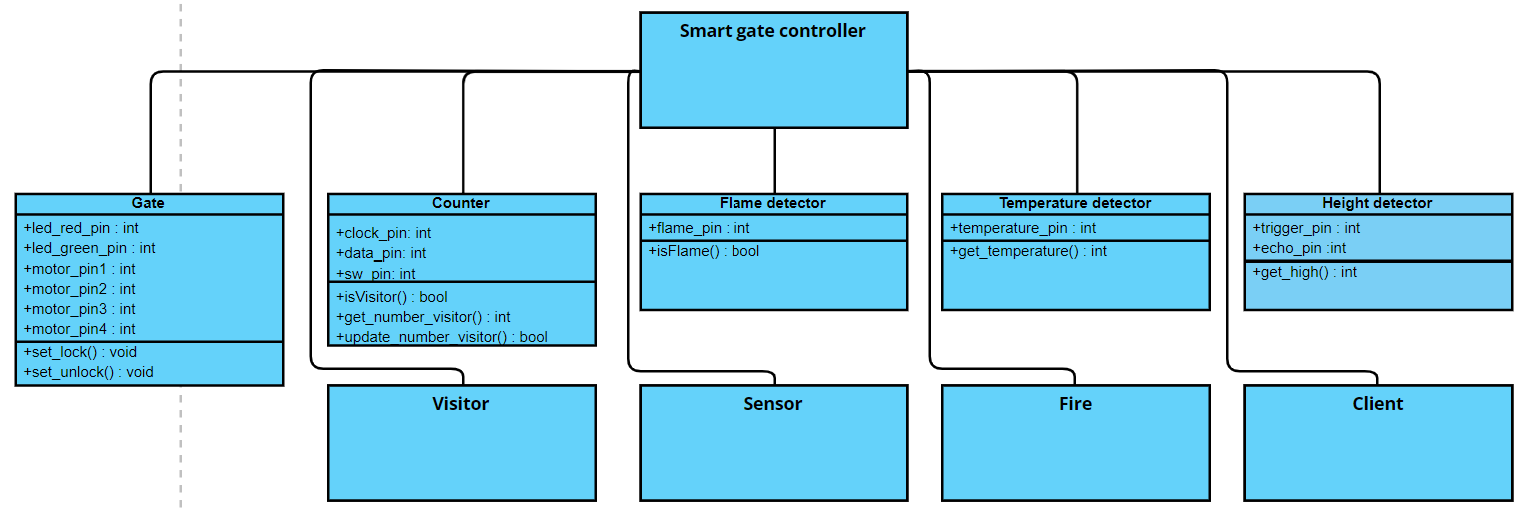 Smart gate controller
Gate
+led_red_pin : int
+led_green_pin : int
+motor_pin1 : int
+motor_pin2 : int
+motor_pin3 : int
+motor_pin4 : int
+set_lock() : void
+set_unlock() : void
Counter
+clock_pin: int
+data_pin: int
+sw_pin: int
+isVisitor() : bool
+get_number_visitor() : int
+update_number_visitor() : bool
Flame detector
+flame_pin : int
+isFlame() : bool
Temperature detector
+temperature_pin : int
+get_temperature() : int
Height detector
+trigger_pin : int
+echo_pin :int
+get_high() : int
Visitor
Sensor
Fire
Client